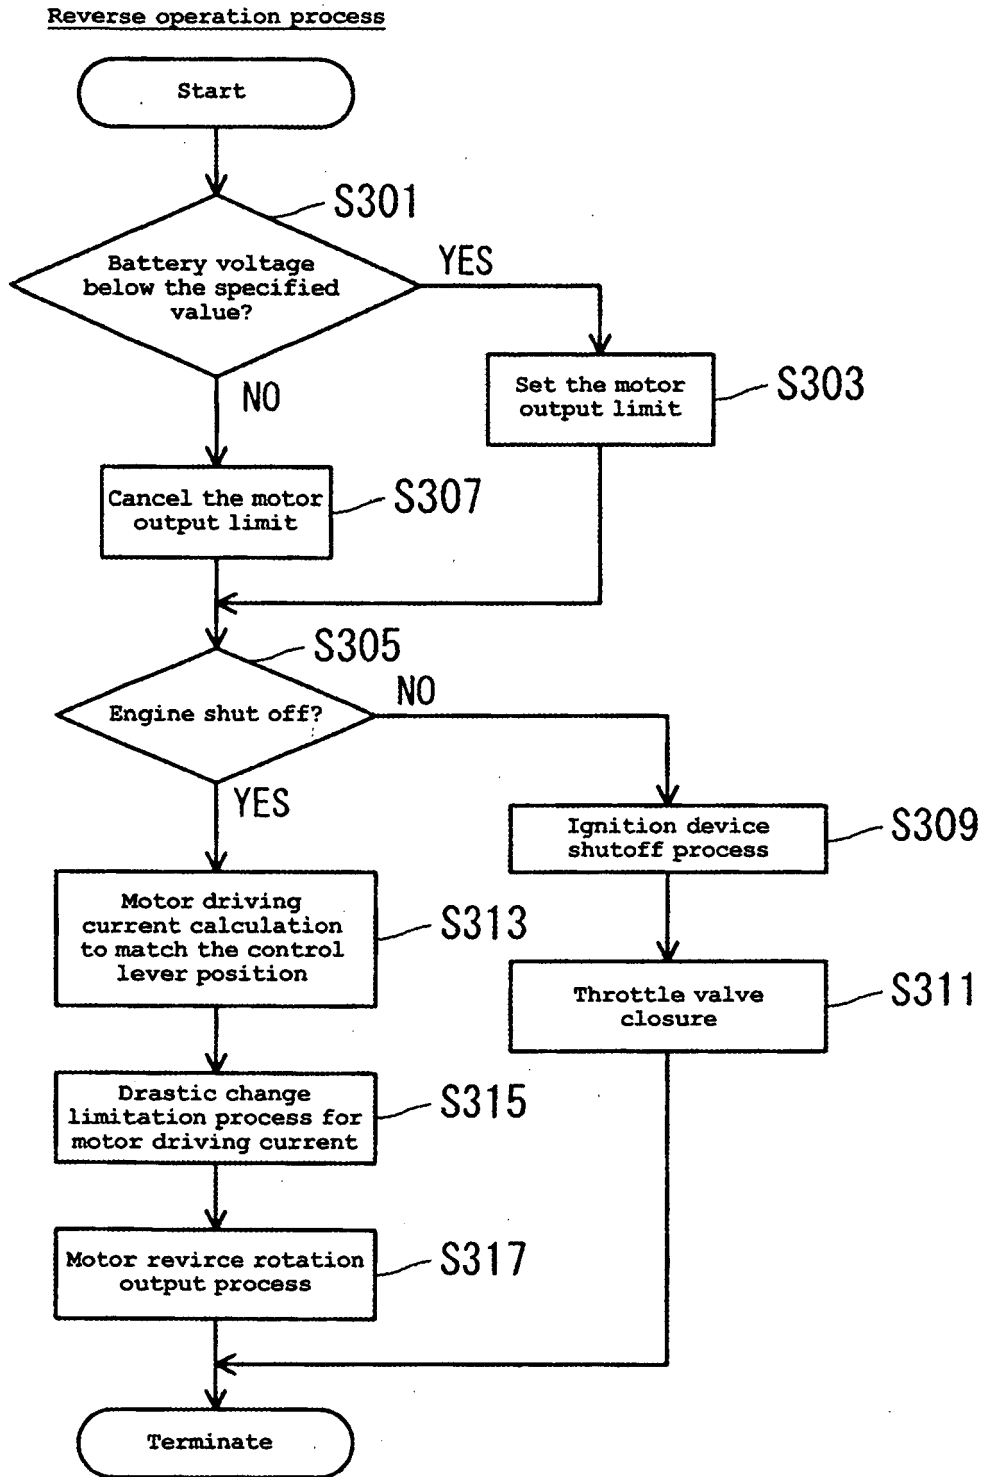 Reverse operation process
Start
S301
Battery voltage
below the specified
value?
YES
NO
Set the motor
output limit
S303
Cancel the motor
output limit
S307
S305
Engine shut off?
NO
YES
Ignition device
shutoff process
S309
Motor driving
current calculation
to match the control
lever position
S313
Throttle valve
closure
S311
Drastic change
limitation process for
motor driving current
S315
Motor revirce rotation
output process
S317
Terminate